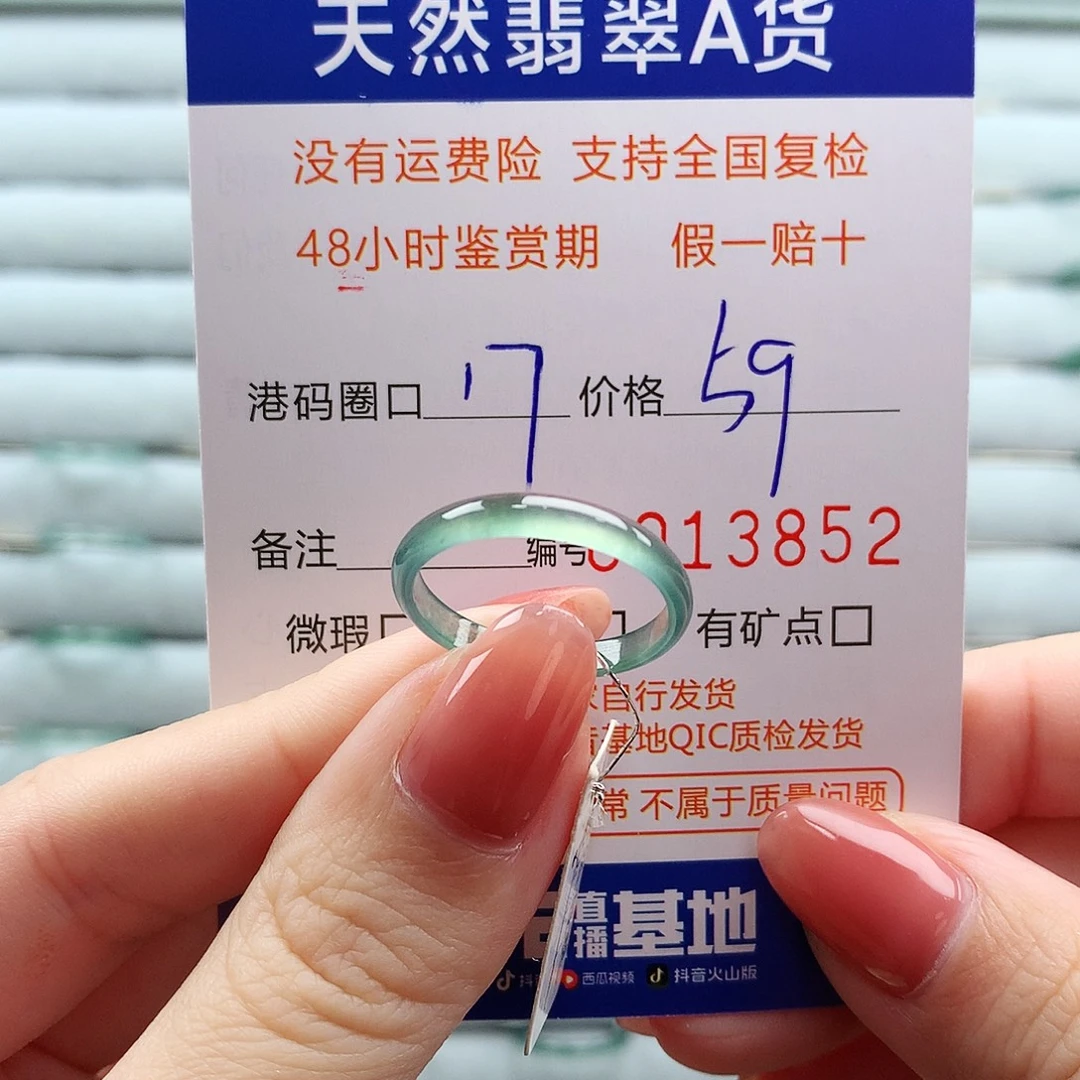 天然翡翠A货
没有运费险 支持全国复检
48小时鉴赏期 假一赔十
港码圈口 17 价格 59
备注 编号 013852
微瑕□ 有矿点□
自行发货
基地QIC质检发货
常 不属于质量问题
直播基地
抖 西瓜视频 抖音火山版